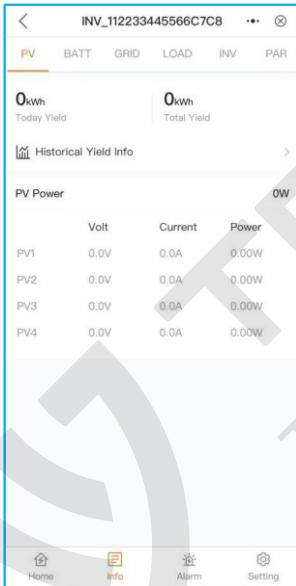 INV_112233445566C7C8
PV BATT GRID LOAD INV PAR
0kWh 0kWh
Today Yield Total Yield
Historical Yield Info
PV Power 0W
Volt Current Power
PV1 0.0V 0.0A 0.00W
PV2 0.0V 0.0A 0.00W
PV3 0.0V 0.0A 0.00W
PV4 0.0V 0.0A 0.00W
Home Info Alarm Setting